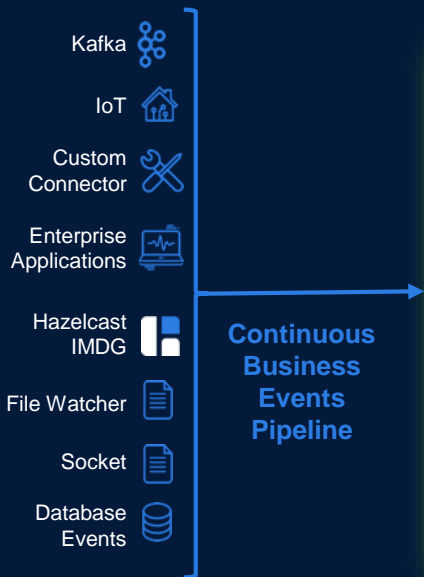 Kafka
IoT
Custom
Connector
Enterprise
Applications
Hazelcast
IMDG
File Watcher
Socket
Database
Events
Continuous
Business
Events
Pipeline